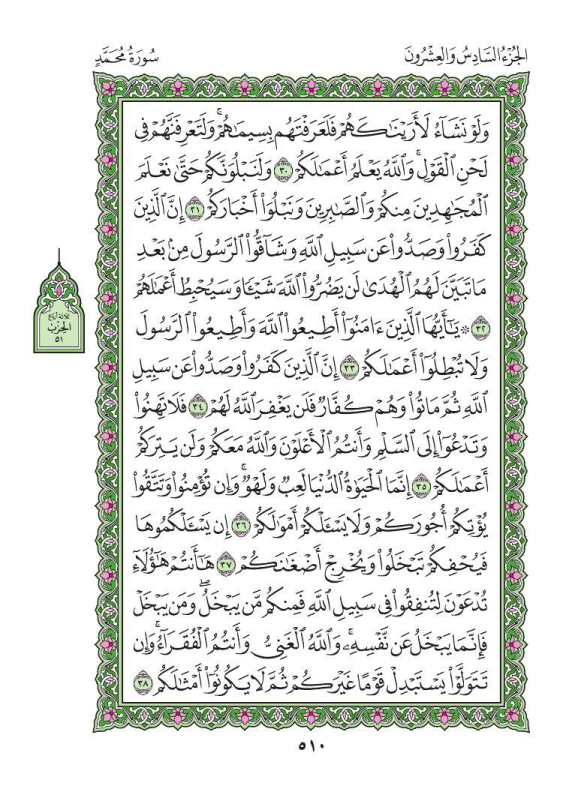 الجُزْءُ السَّادِسُ وَالعِشْرُونَ
سُورَةُ مُحَمَّدٍ
وَلَوْ نَشَآءُ لَأَرَيْنَٰكَهُمْ فَلَعَرَفْتَهُم بِسِيمَٰهُمْ ۚ وَلَتَعْرِفَنَّهُمْ فِى
لَحْنِ ٱلْقَوْلِ ۚ وَٱللَّهُ يَعْلَمُ أَعْمَٰلَكُمْ ٣٠ وَلَنَبْلُوَنَّكُمْ حَتَّىٰ نَعْلَمَ
ٱلْمُجَٰهِدِينَ مِنكُمْ وَٱلصَّٰبِرِينَ وَنَبْلُوَا۟ أَخْبَارَكُمْ ٣١ إِنَّ ٱلَّذِينَ
كَفَرُوا۟ وَصَدُّوا۟ عَن سَبِيلِ ٱللَّهِ وَشَآقُّوا۟ ٱلرَّسُولَ مِنۢ بَعْدِ
مَا تَبَيَّنَ لَهُمُ ٱلْهُدَىٰ لَن يَضُرُّوا۟ ٱللَّهَ شَيْـًٔا وَسَيُحْبِطُ أَعْمَٰلَهُمْ
٣٢ ۞ يَٰٓأَيُّهَا ٱلَّذِينَ ءَامَنُوٓا۟ أَطِيعُوا۟ ٱللَّهَ وَأَطِيعُوا۟ ٱلرَّسُولَ
وَلَا تُبْطِلُوٓا۟ أَعْمَٰلَكُمْ ٣٣ إِنَّ ٱلَّذِينَ كَفَرُوا۟ وَصَدُّوا۟ عَن سَبِيلِ
ٱللَّهِ ثُمَّ مَاتُوا۟ وَهُمْ كُفَّارٌ فَلَن يَغْفِرَ ٱللَّهُ لَهُمْ ٣٤ فَلَا تَهِنُوا۟
وَتَدْعُوٓا۟ إِلَى ٱلسَّلْمِ وَأَنتُمُ ٱلْأَعْلَوْنَ وَٱللَّهُ مَعَكُمْ وَلَن يَتِرَكُمْ
أَعْمَٰلَكُمْ ٣٥ إِنَّمَا ٱلْحَيَوٰةُ ٱلدُّنْيَا لَعِبٌ وَلَهْوٌ ۚ وَإِن تُؤْمِنُوا۟ وَتَتَّقُوا۟
يُؤْتِكُمْ أُجُورَكُمْ وَلَا يَسْـَٔلْكُمْ أَمْوَٰلَكُمْ ٣٦ إِن يَسْـَٔلْكُمُوهَا
فَيُحْفِكُمْ تَبْخَلُوا۟ وَيُخْرِجْ أَضْغَٰنَكُمْ ٣٧ هَٰٓأَنتُمْ هَٰٓؤُلَآءِ
تُدْعَوْنَ لِتُنفِقُوا۟ فِى سَبِيلِ ٱللَّهِ فَمِنكُم مَّن يَبْخَلُ ۖ وَمَن يَبْخَلْ
فَإِنَّمَا يَبْخَلُ عَن نَّفْسِهِۦ ۚ وَٱللَّهُ ٱلْغَنِىُّ وَأَنتُمُ ٱلْفُقَرَآءُ ۚ وَإِن
تَتَوَلَّوْا۟ يَسْتَبْدِلْ قَوْمًا غَيْرَكُمْ ثُمَّ لَا يَكُونُوٓا۟ أَمْثَٰلَكُم ٣٨
ثلاثة أرباع
الحِزْبُ
٥١
٥١٠